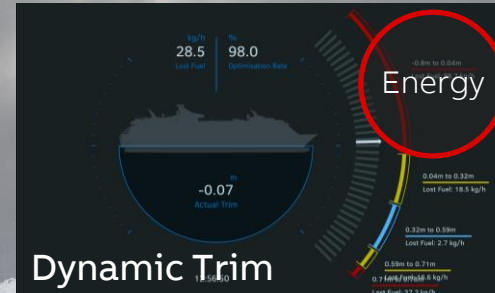 kg/h
28.5
Lost Fuel
%
98.0
Optimisation Rate
-0.8m to 0.04m
Energy
m
-0.07
Actual Trim
0.04m to 0.32m
Lost Fuel: 18.5 kg/h
0.32m to 0.59m
Lost Fuel: 2.7 kg/h
0.59m to 0.71m
Dynamic Trim